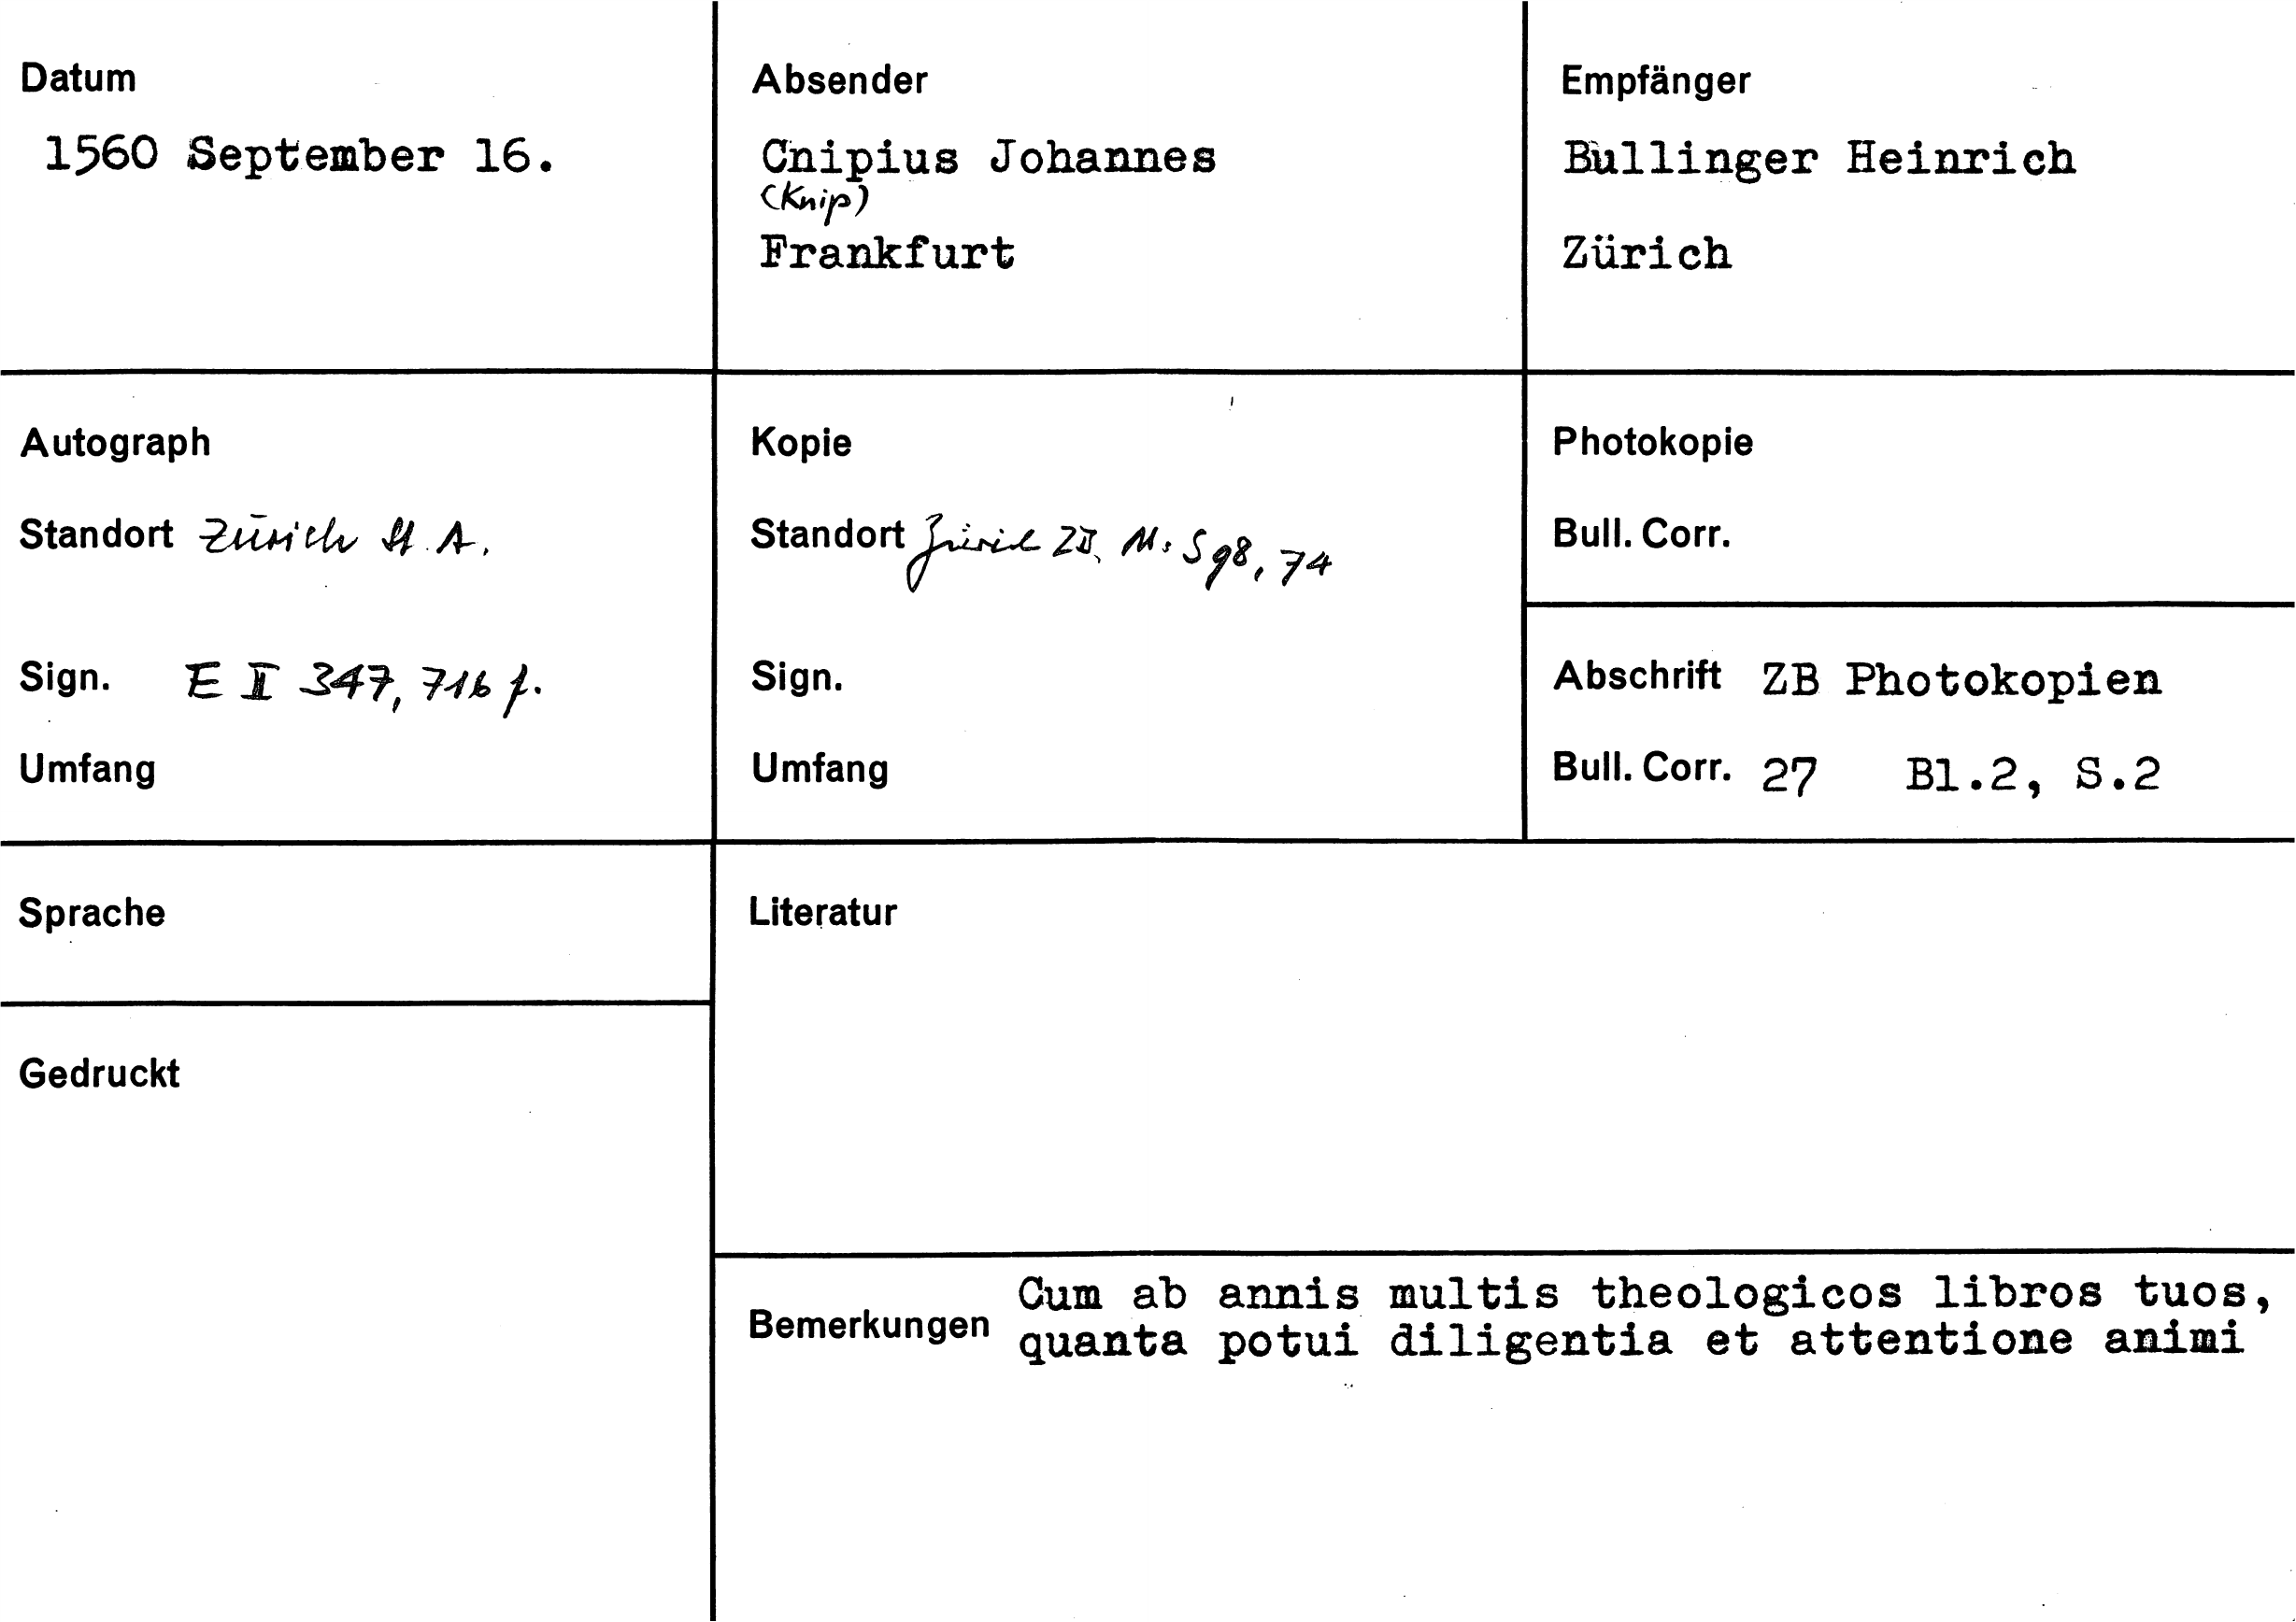 Datum
1560 September 16.
Absender
Cnipius Johannes
(Knip)
Frankfurt
Empfänger
Bullinger Heinrich
Zürich
Autograph
Standort Zürich St. A.
Sign. E II 347, 716 f.
Umfang
Kopie
Standort Zürich ZB, Ms S 98, 74
Sign.
Umfang
Photokopie
Bull. Corr.
Abschrift ZB Photokopien
Bull. Corr. 27 Bl.2, S.2
Sprache
Gedruckt
Literatur
Bemerkungen
Cum ab annis multis theologicos libros tuos,
quanta potui diligentia et attentione animi